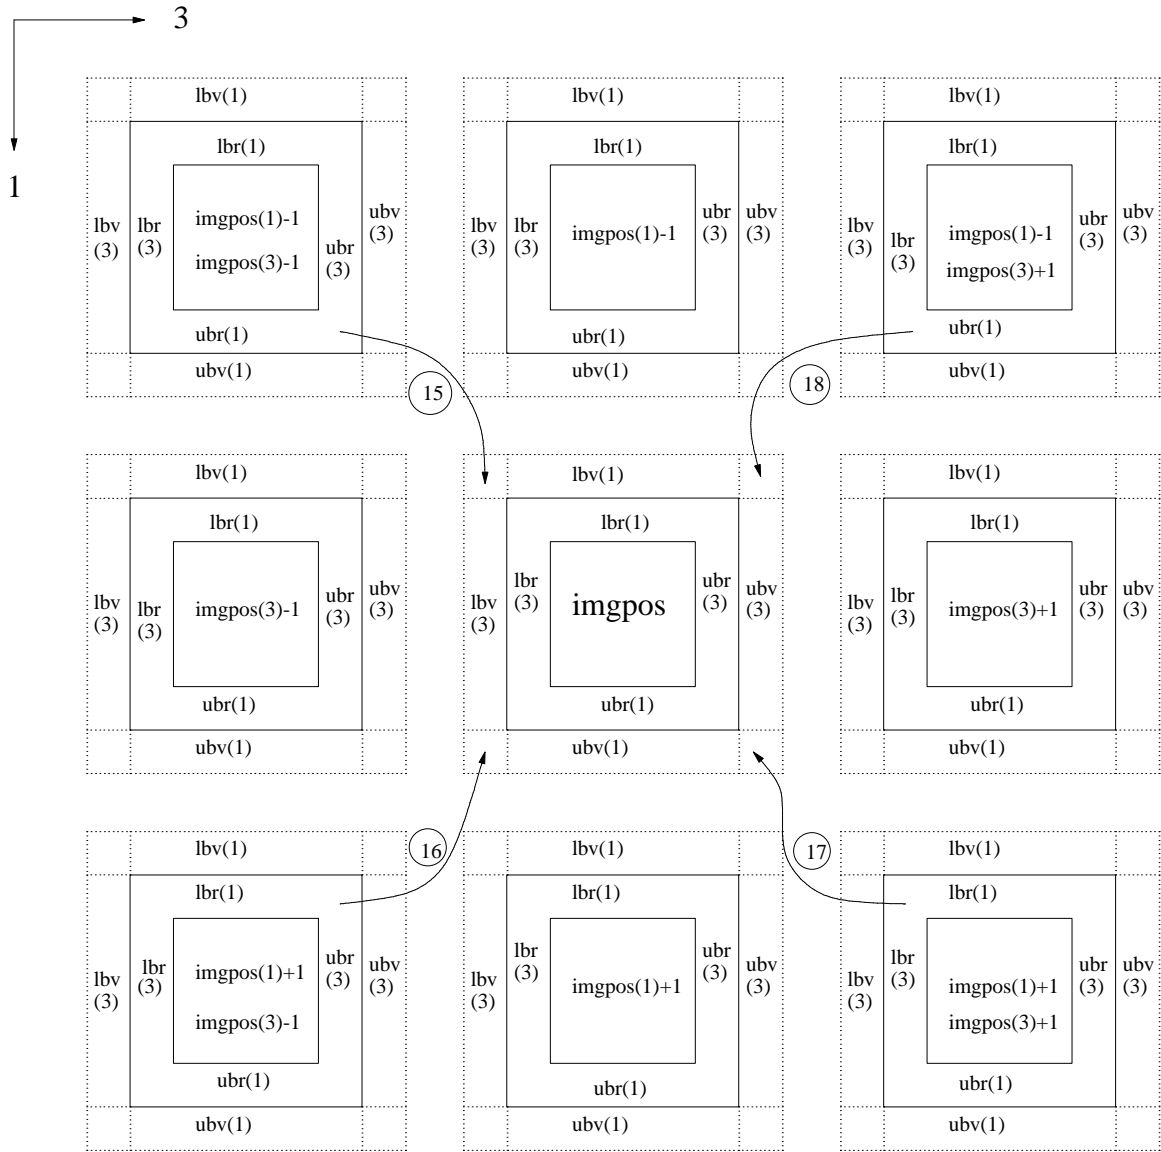 3
1
lbv(1) lbv(1) lbv(1)
lbr(1) lbr(1) lbr(1)
lbv lbr imgpos(1)-1 ubr ubv
(3) (3) imgpos(3)-1 (3) (3)
lbv lbr imgpos(1)-1 ubr ubv
(3) (3) (3) (3)
lbv lbr imgpos(1)-1 ubr ubv
(3) (3) imgpos(3)+1 (3) (3)
ubr(1) ubr(1) ubr(1)
ubv(1) ubv(1) ubv(1)
15 18
lbv(1) lbv(1) lbv(1)
lbr(1) lbr(1) lbr(1)
lbv lbr imgpos(3)-1 ubr ubv
(3) (3) (3) (3)
lbv lbr imgpos ubr ubv
(3) (3) (3) (3)
lbv lbr imgpos(3)+1 ubr ubv
(3) (3) (3) (3)
ubr(1) ubr(1) ubr(1)
ubv(1) ubv(1) ubv(1)
16 17
lbv(1) lbv(1) lbv(1)
lbr(1) lbr(1)
lbv lbr imgpos(1)+1 ubr ubv
(3) (3) imgpos(3)-1 (3) (3)
lbv lbr imgpos(1)+1 ubr ubv
(3) (3) (3) (3)
lbv lbr imgpos(1)+1 ubr ubv
(3) (3) imgpos(3)+1 (3) (3)
ubr(1) ubr(1) ubr(1)
ubv(1) ubv(1) ubv(1)